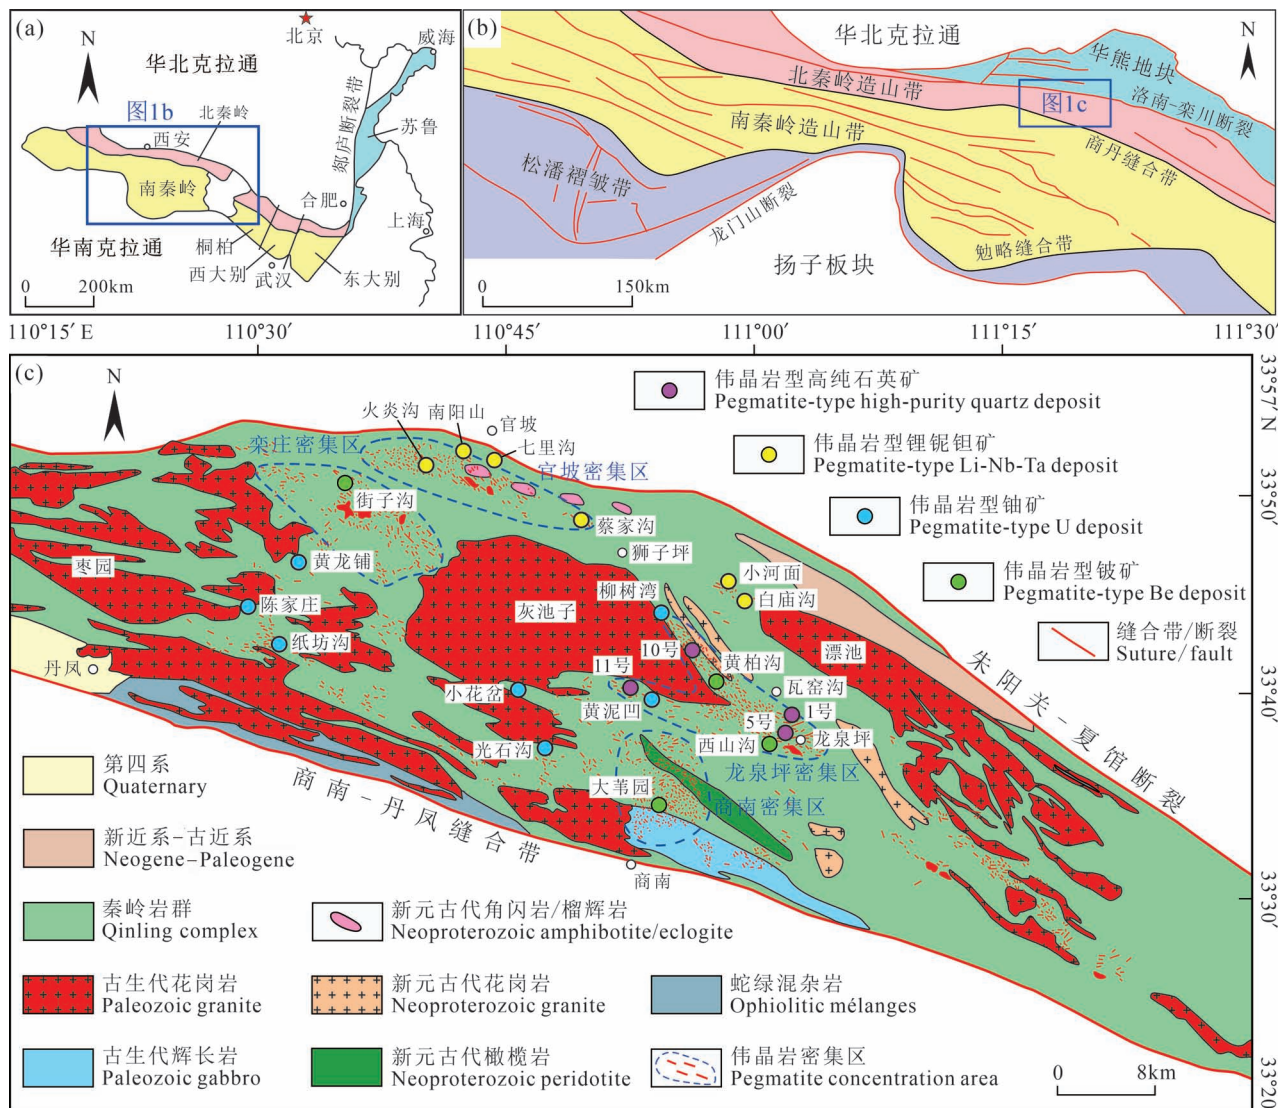 (a)
N
北京
威海
华北克拉通
图1b
北秦岭
西安
郯庐断裂带
苏鲁
南秦岭
合肥
上海
华南克拉通
桐柏
西大别
武汉
东大别
0
200km
(b)
华北克拉通
N
华熊地块
北秦岭造山带
图1c
洛南-栾川断裂
南秦岭造山带
商丹缝合带
松潘褶皱带
龙门山断裂
勉略缝合带
扬子板块
0
150km
110°15′ E
110°30′
110°45′
111°00′
111°15′
111°30′
(c)
N
33°57′ N
33°50′
33°40′
33°30′
33°20′
伟晶岩型高纯石英矿
Pegmatite-type high-purity quartz deposit
伟晶岩型锂铌钽矿
Pegmatite-type Li-Nb-Ta deposit
伟晶岩型铀矿
Pegmatite-type U deposit
伟晶岩型铍矿
Pegmatite-type Be deposit
缝合带/断裂
Suture/fault
火炎沟
南阳山
官坡
七里沟
栾庄密集区
官坡密集区
街子沟
蔡家沟
黄龙铺
狮子坪
枣园
小河面
柳树湾
白庙沟
陈家庄
灰池子
纸坊沟
10号
漂池
丹凤
11号
黄柏沟
瓦窑沟
小花岔
黄泥凹
1号
5号
光石沟
西山沟
龙泉坪
龙泉坪密集区
大苇园
商南密集区
朱阳关-夏馆断裂
商南-丹凤缝合带
商南
第四系
Quaternary
新近系-古近系
Neogene-Paleogene
秦岭岩群
Qinling complex
新元古代角闪岩/榴辉岩
Neoproterozoic amphibotite/eclogite
古生代花岗岩
Paleozoic granite
新元古代花岗岩
Neoproterozoic granite
蛇绿混杂岩
Ophiolitic mélanges
古生代辉长岩
Paleozoic gabbro
新元古代橄榄岩
Neoproterozoic peridotite
伟晶岩密集区
Pegmatite concentration area
0
8km